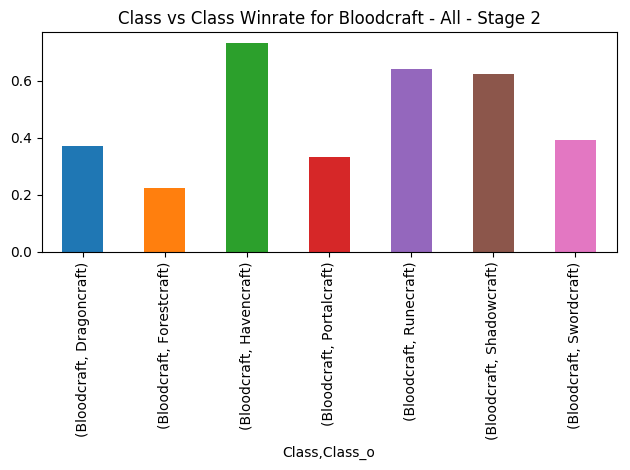 Class vs Class Winrate for Bloodcraft - All - Stage 2
0.6
0.4
0.2
0.0
(Bloodcraft, Dragoncraft)
(Bloodcraft, Forestcraft)
(Bloodcraft, Havencraft)
(Bloodcraft, Portalcraft)
(Bloodcraft, Runecraft)
(Bloodcraft, Shadowcraft)
(Bloodcraft, Swordcraft)
Class,Class_o